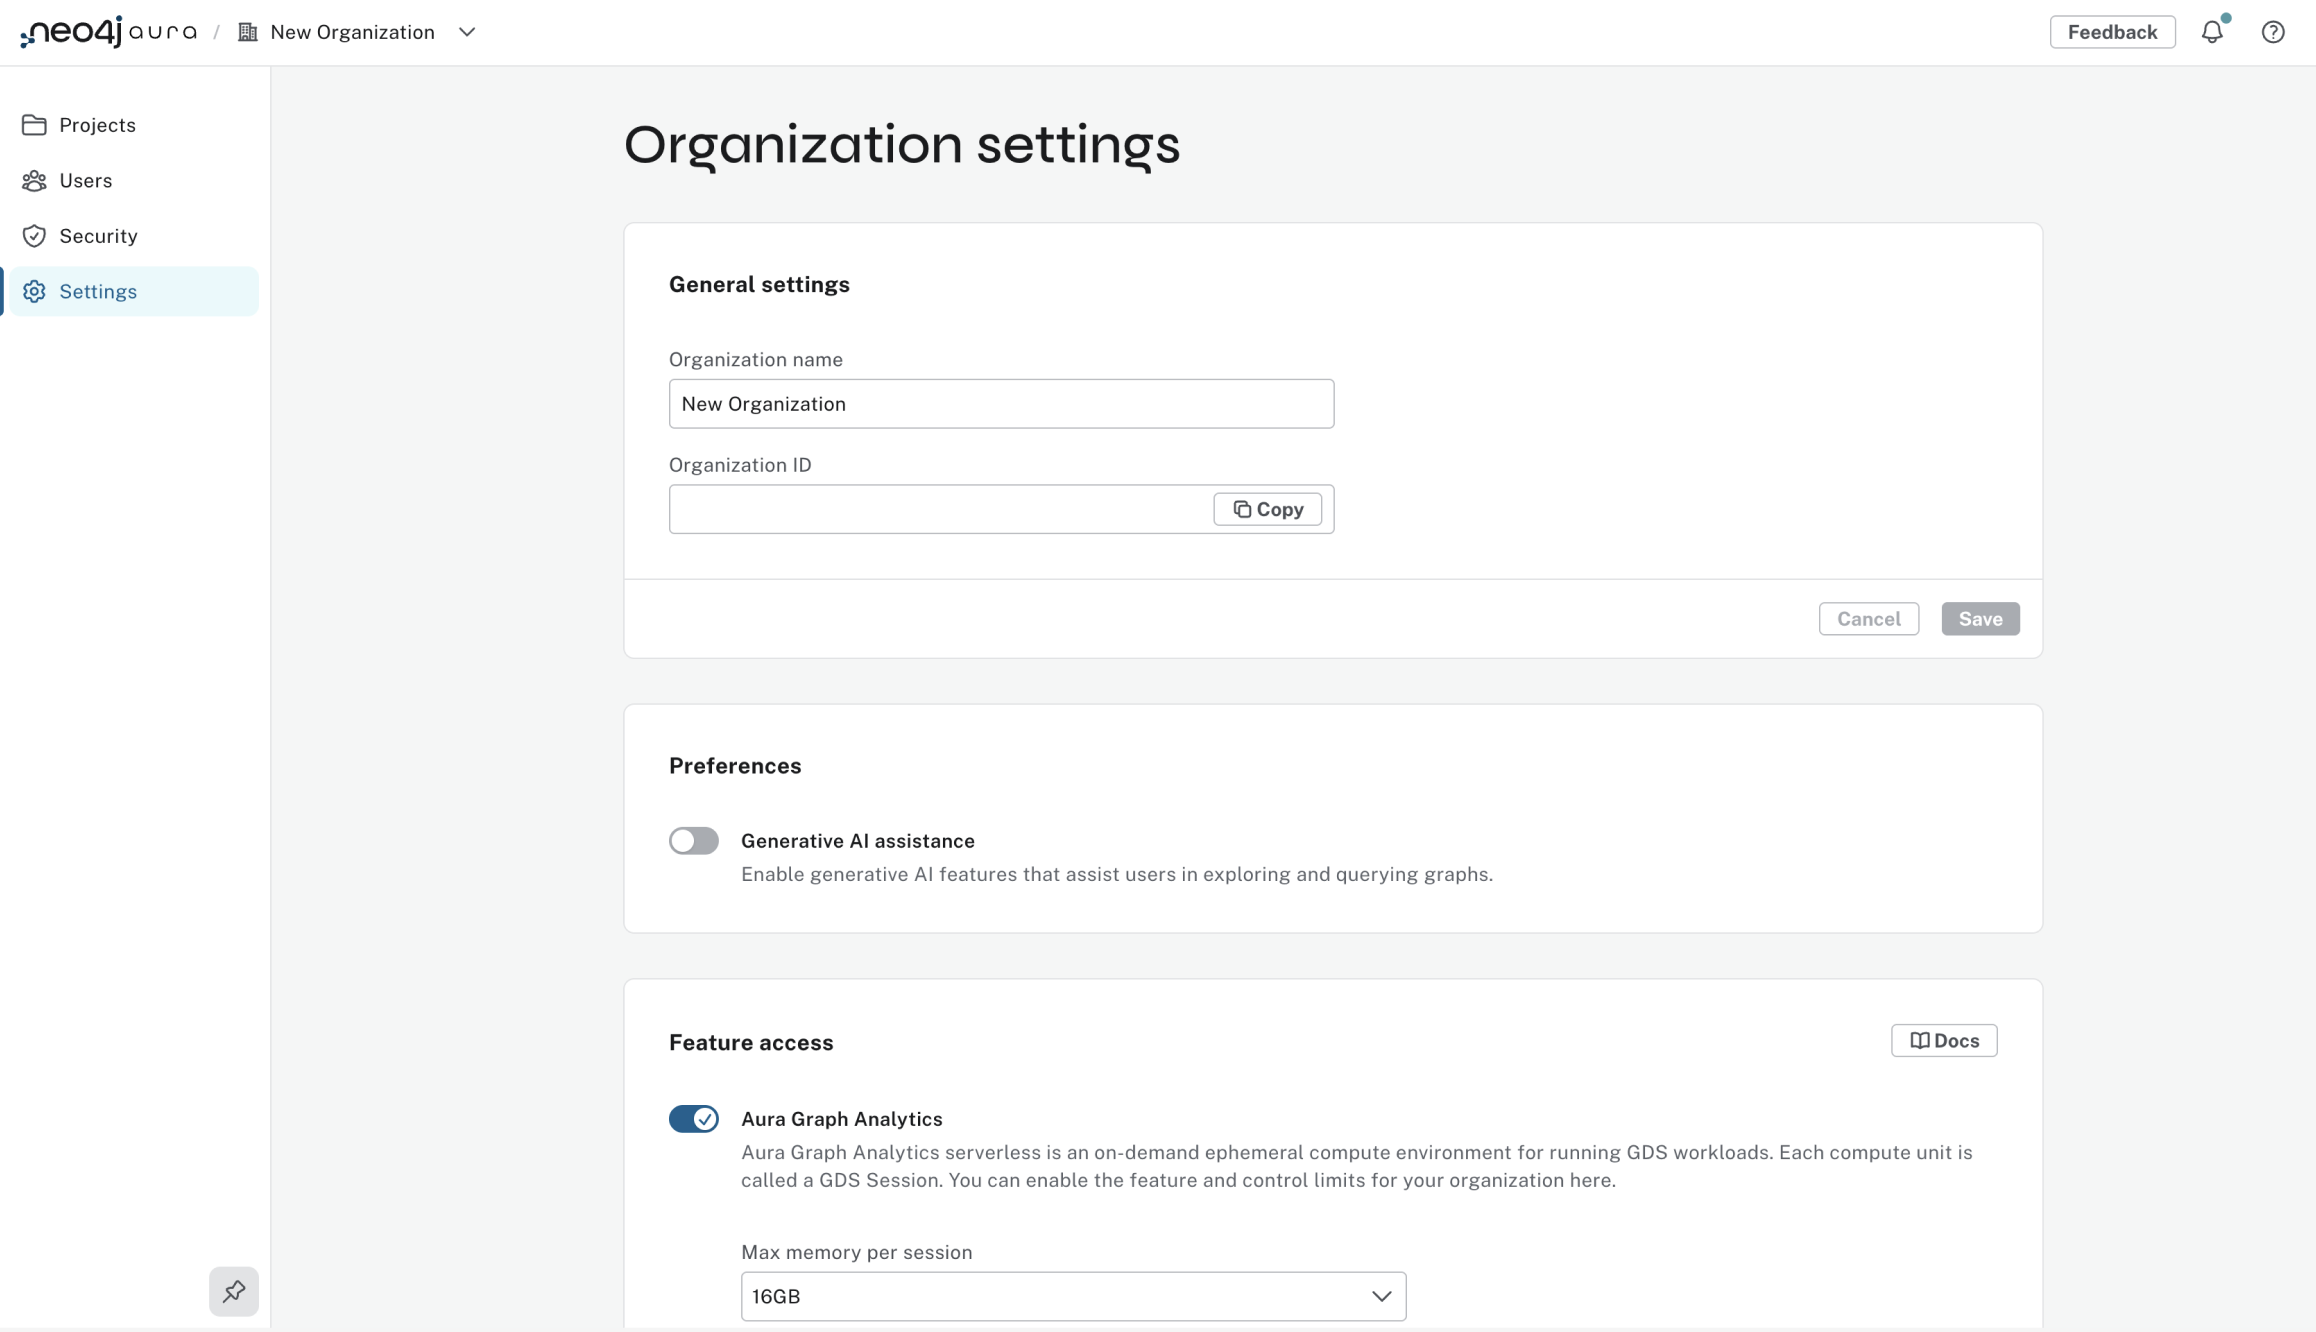 neo4j aura / New Organization
Feedback
Projects
Users
Security
Settings
Organization settings
General settings
Organization name
New Organization
Organization ID
Copy
Cancel
Save
Preferences
Generative AI assistance
Enable generative AI features that assist users in exploring and querying graphs.
Feature access
Docs
Aura Graph Analytics
Aura Graph Analytics serverless is an on-demand ephemeral compute environment for running GDS workloads. Each compute unit is
called a GDS Session. You can enable the feature and control limits for your organization here.
Max memory per session
16GB